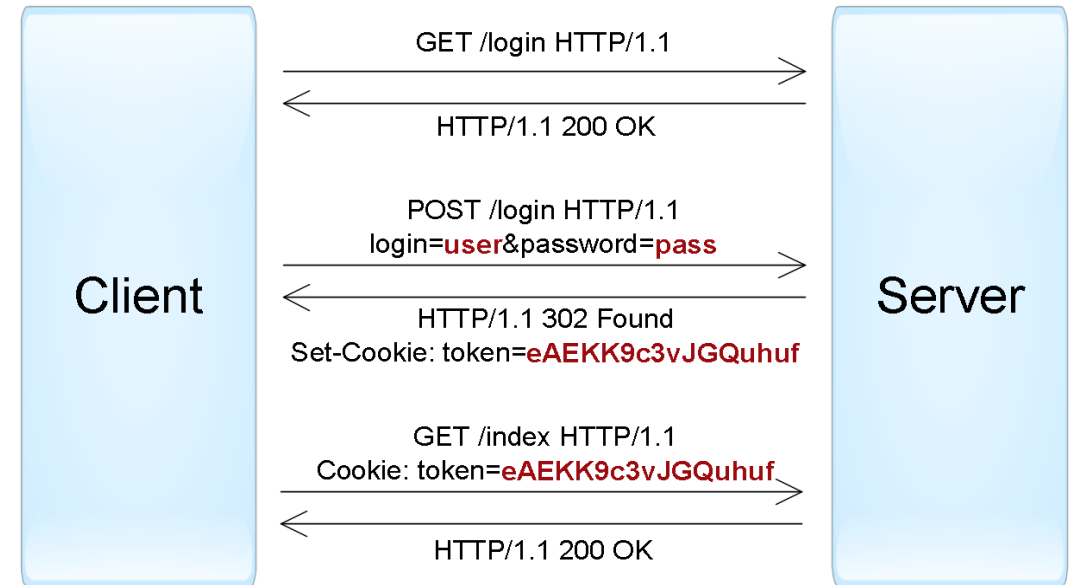 GET /login HTTP/1.1
HTTP/1.1 200 OK
POST /login HTTP/1.1
login=user&password=pass
Client
Server
HTTP/1.1 302 Found
Set-Cookie: token=eAEKK9c3vJGQuhuf
GET /index HTTP/1.1
Cookie: token=eAEKK9c3vJGQuhuf
HTTP/1.1 200 OK